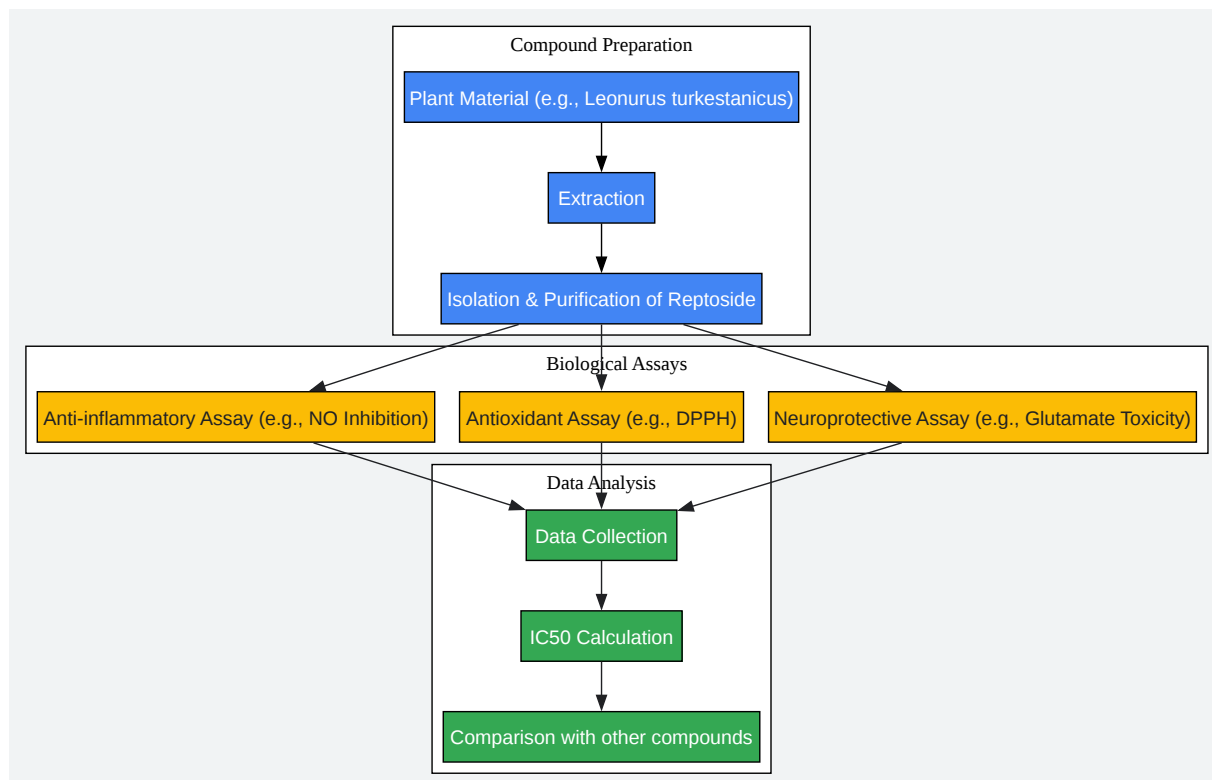 Compound Preparation
Plant Material (e.g., Leonurus turkestanicus)
Extraction
Isolation & Purification of Reptoside
Biological Assays
Anti-inflammatory Assay (e.g., NO Inhibition)
Antioxidant Assay (e.g., DPPH)
Neuroprotective Assay (e.g., Glutamate Toxicity)
Data Analysis
Data Collection
IC50 Calculation
Comparison with other compounds